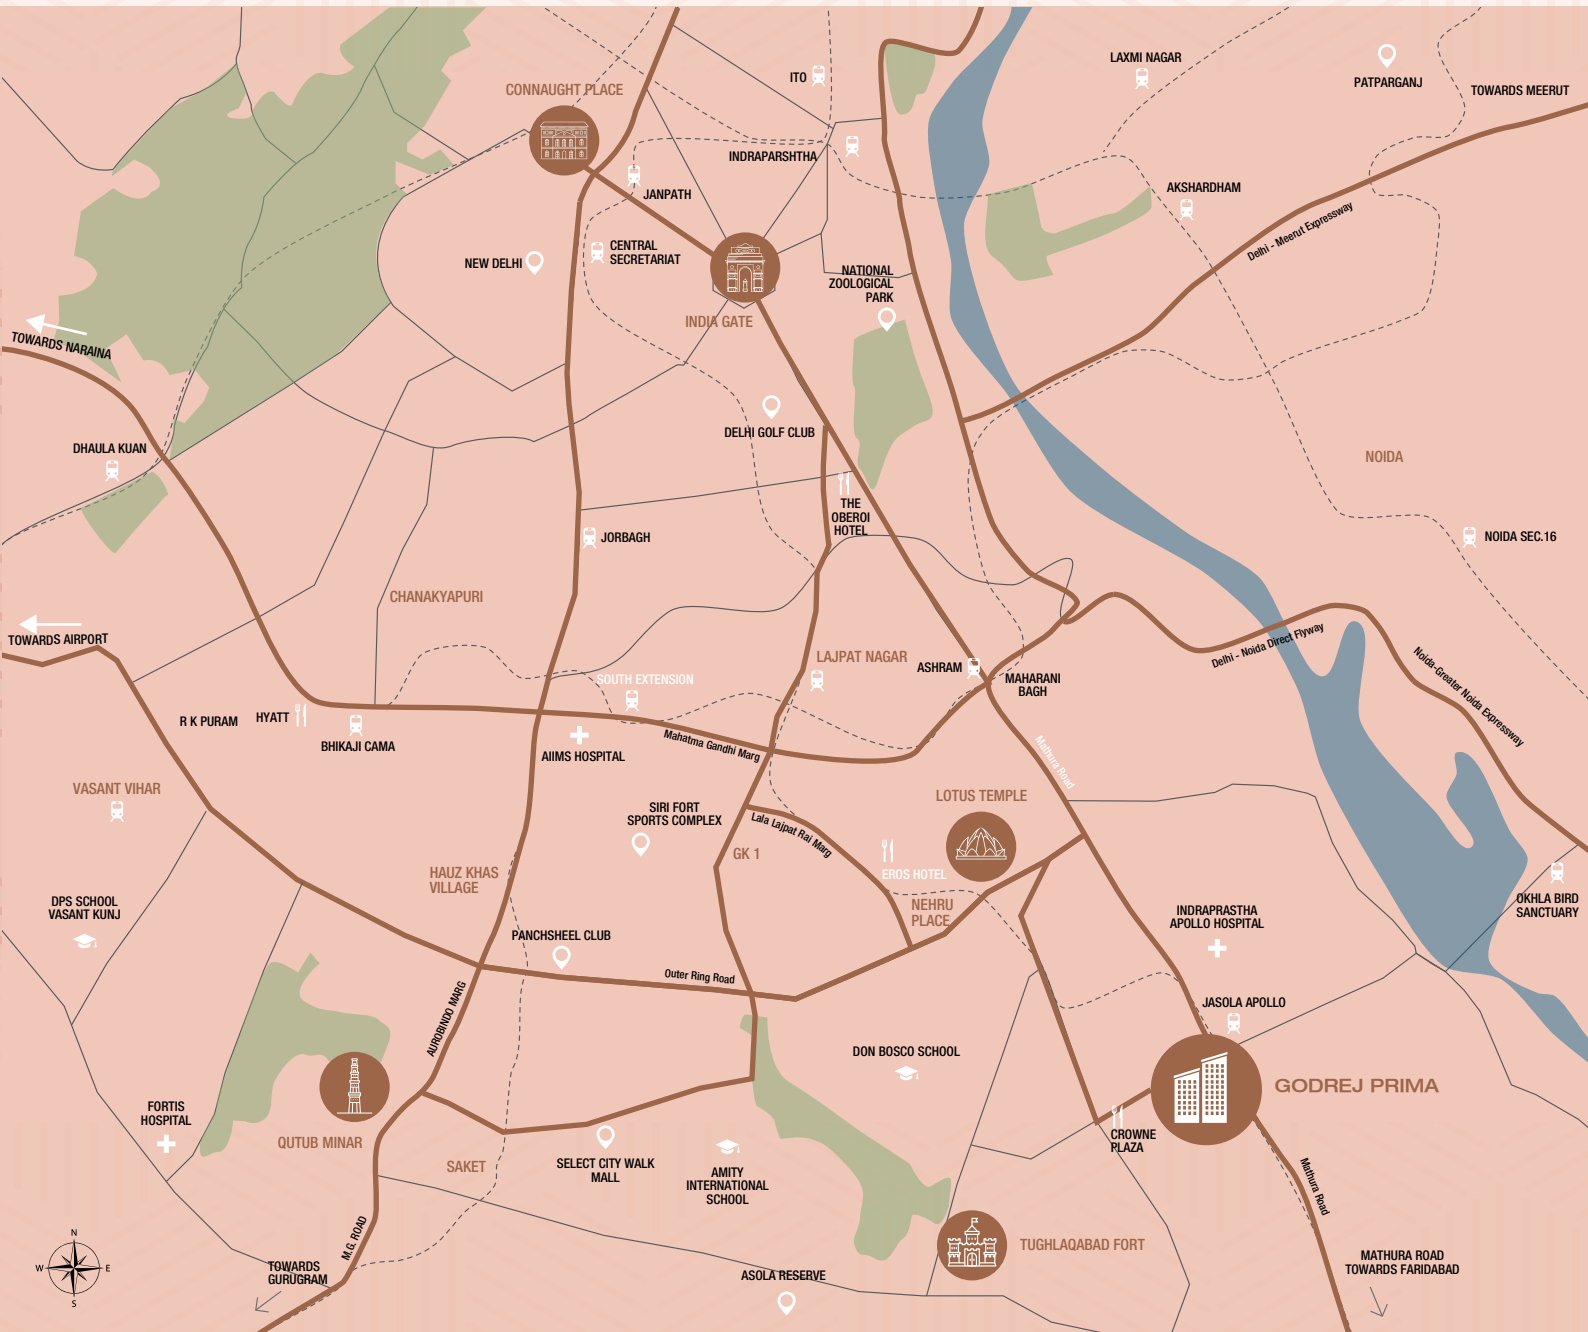 LAXMI NAGAR
PATPARGANJ
TOWARDS MEERUT
ITO
CONNAUGHT PLACE
INDRAPARSHTHA
JANPATH
AKSHARDHAM
Delhi - Meerut Expressway
CENTRAL
SECRETARIAT
NEW DELHI
NATIONAL
ZOOLOGICAL
PARK
INDIA GATE
TOWARDS NARAINA
DELHI GOLF CLUB
DHAULA KUAN
NOIDA
THE
OBEROI
HOTEL
JORBAGH
NOIDA SEC.16
CHANAKYAPURI
TOWARDS AIRPORT
Delhi - Noida Direct Flyway
Noida-Greater Noida Expressway
LAJPAT NAGAR
ASHRAM
MAHARANI
BAGH
SOUTH EXTENSION
R K PURAM
HYATT
BHIKAJI CAMA
AIIMS HOSPITAL
Mahatma Gandhi Marg
Mathura Road
VASANT VIHAR
LOTUS TEMPLE
SIRI FORT
SPORTS COMPLEX
Lala Lajpat Rai Marg
GK 1
HAUZ KHAS
VILLAGE
EROS HOTEL
NEHRU
PLACE
DPS SCHOOL
VASANT KUNJ
OKHLA BIRD
SANCTUARY
INDRAPRASTHA
APOLLO HOSPITAL
PANCHSHEEL CLUB
Outer Ring Road
AUROBINDO MARG
JASOLA APOLLO
DON BOSCO SCHOOL
GODREJ PRIMA
FORTIS
HOSPITAL
QUTUB MINAR
CROWNE
PLAZA
SAKET
SELECT CITY WALK
MALL
AMITY
INTERNATIONAL
SCHOOL
Mathura Road
M.G. ROAD
TUGHLAQABAD FORT
N
W
E
S
TOWARDS
GURUGRAM
ASOLA RESERVE
MATHURA ROAD
TOWARDS FARIDABAD